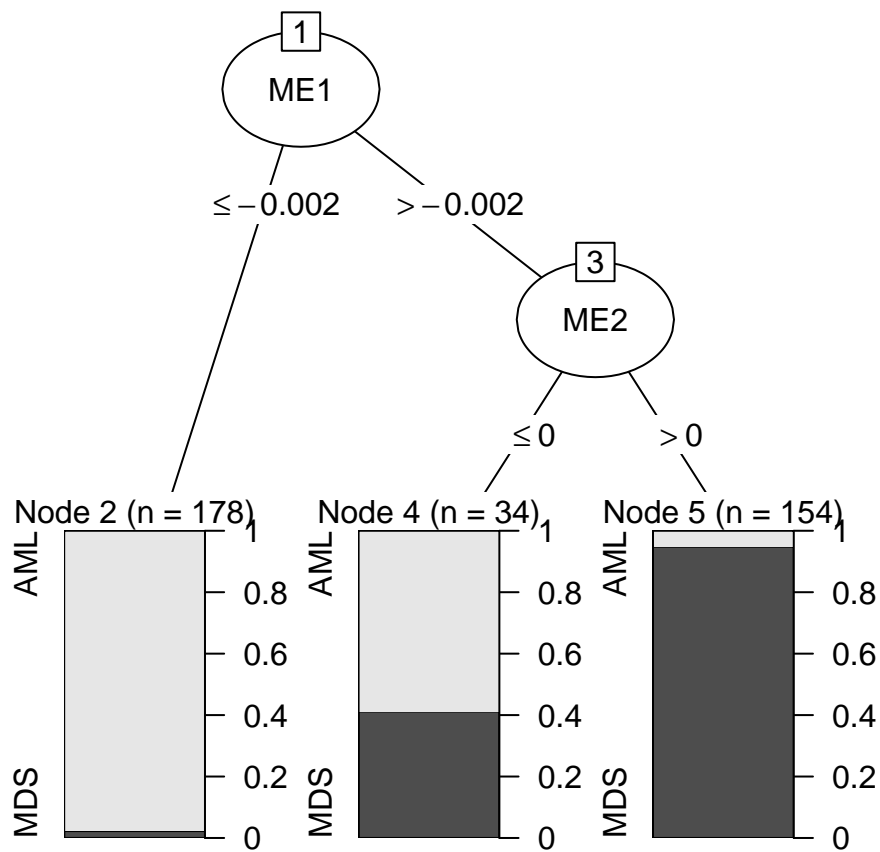 1
ME1
≤ −0.002
> −0.002
3
ME2
≤ 0
> 0
Node 2 (n = 178)
AML
MDS
1
0.8
0.6
0.4
0.2
0
Node 4 (n = 34)
AML
MDS
1
0.8
0.6
0.4
0.2
0
Node 5 (n = 154)
AML
MDS
1
0.8
0.6
0.4
0.2
0